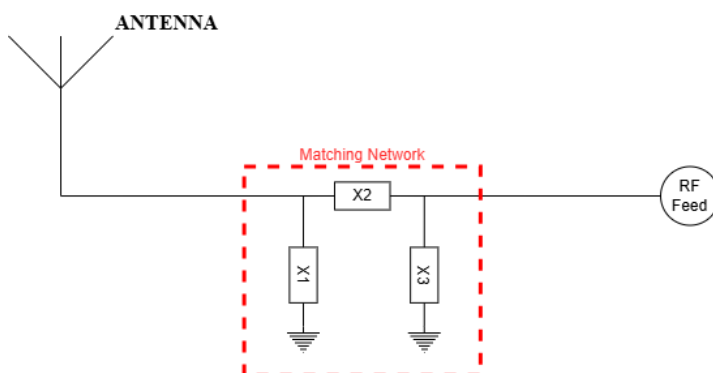 ANTENNA
Matching Network
X2
RF
Feed
X1
X3